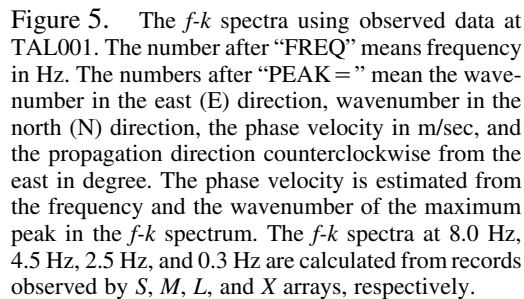 Figure 5. The f-k spectra using observed data at
TAL001. The number after “FREQ” means frequency
in Hz. The numbers after “PEAK =” mean the wave-
number in the east (E) direction, wavenumber in the
north (N) direction, the phase velocity in m/sec, and
the propagation direction counterclockwise from the
east in degree. The phase velocity is estimated from
the frequency and the wavenumber of the maximum
peak in the f-k spectrum. The f-k spectra at 8.0 Hz,
4.5 Hz, 2.5 Hz, and 0.3 Hz are calculated from records
observed by S, M, L, and X arrays, respectively.